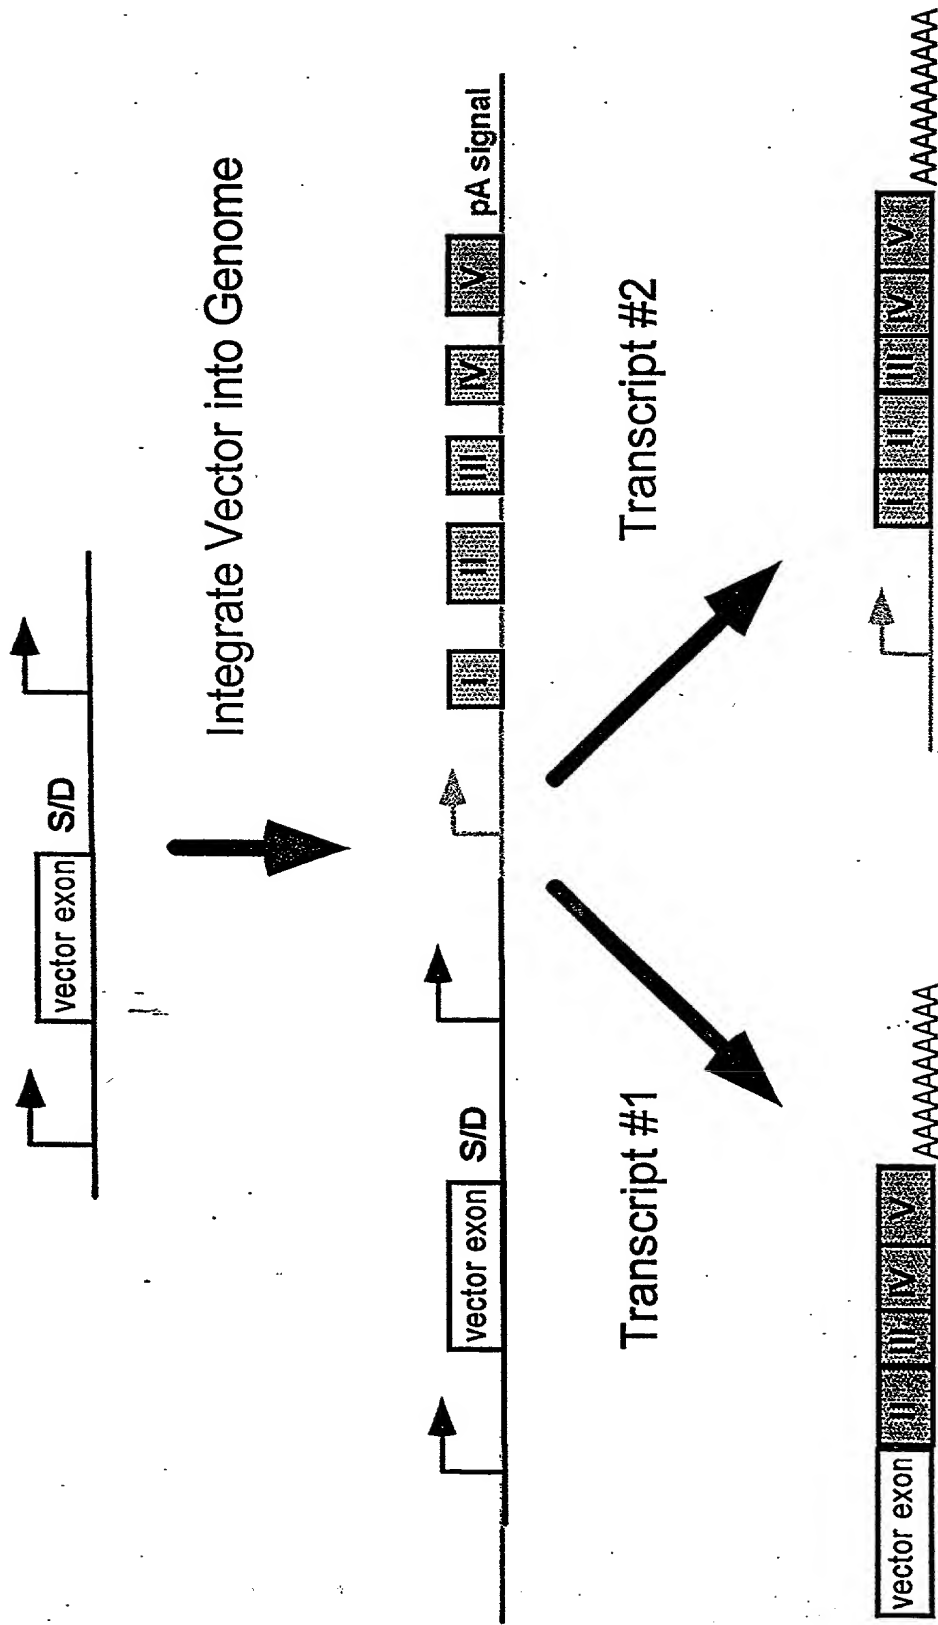 vector exon
S/D
Integrate Vector into Genome
vector exon
S/D
I
II
III
IV
V
pA signal
Transcript #1
Transcript #2
vector exon
II
III
IV
V
AAAAAAAAAA
I
II
III
IV
V
AAAAAAAAAA